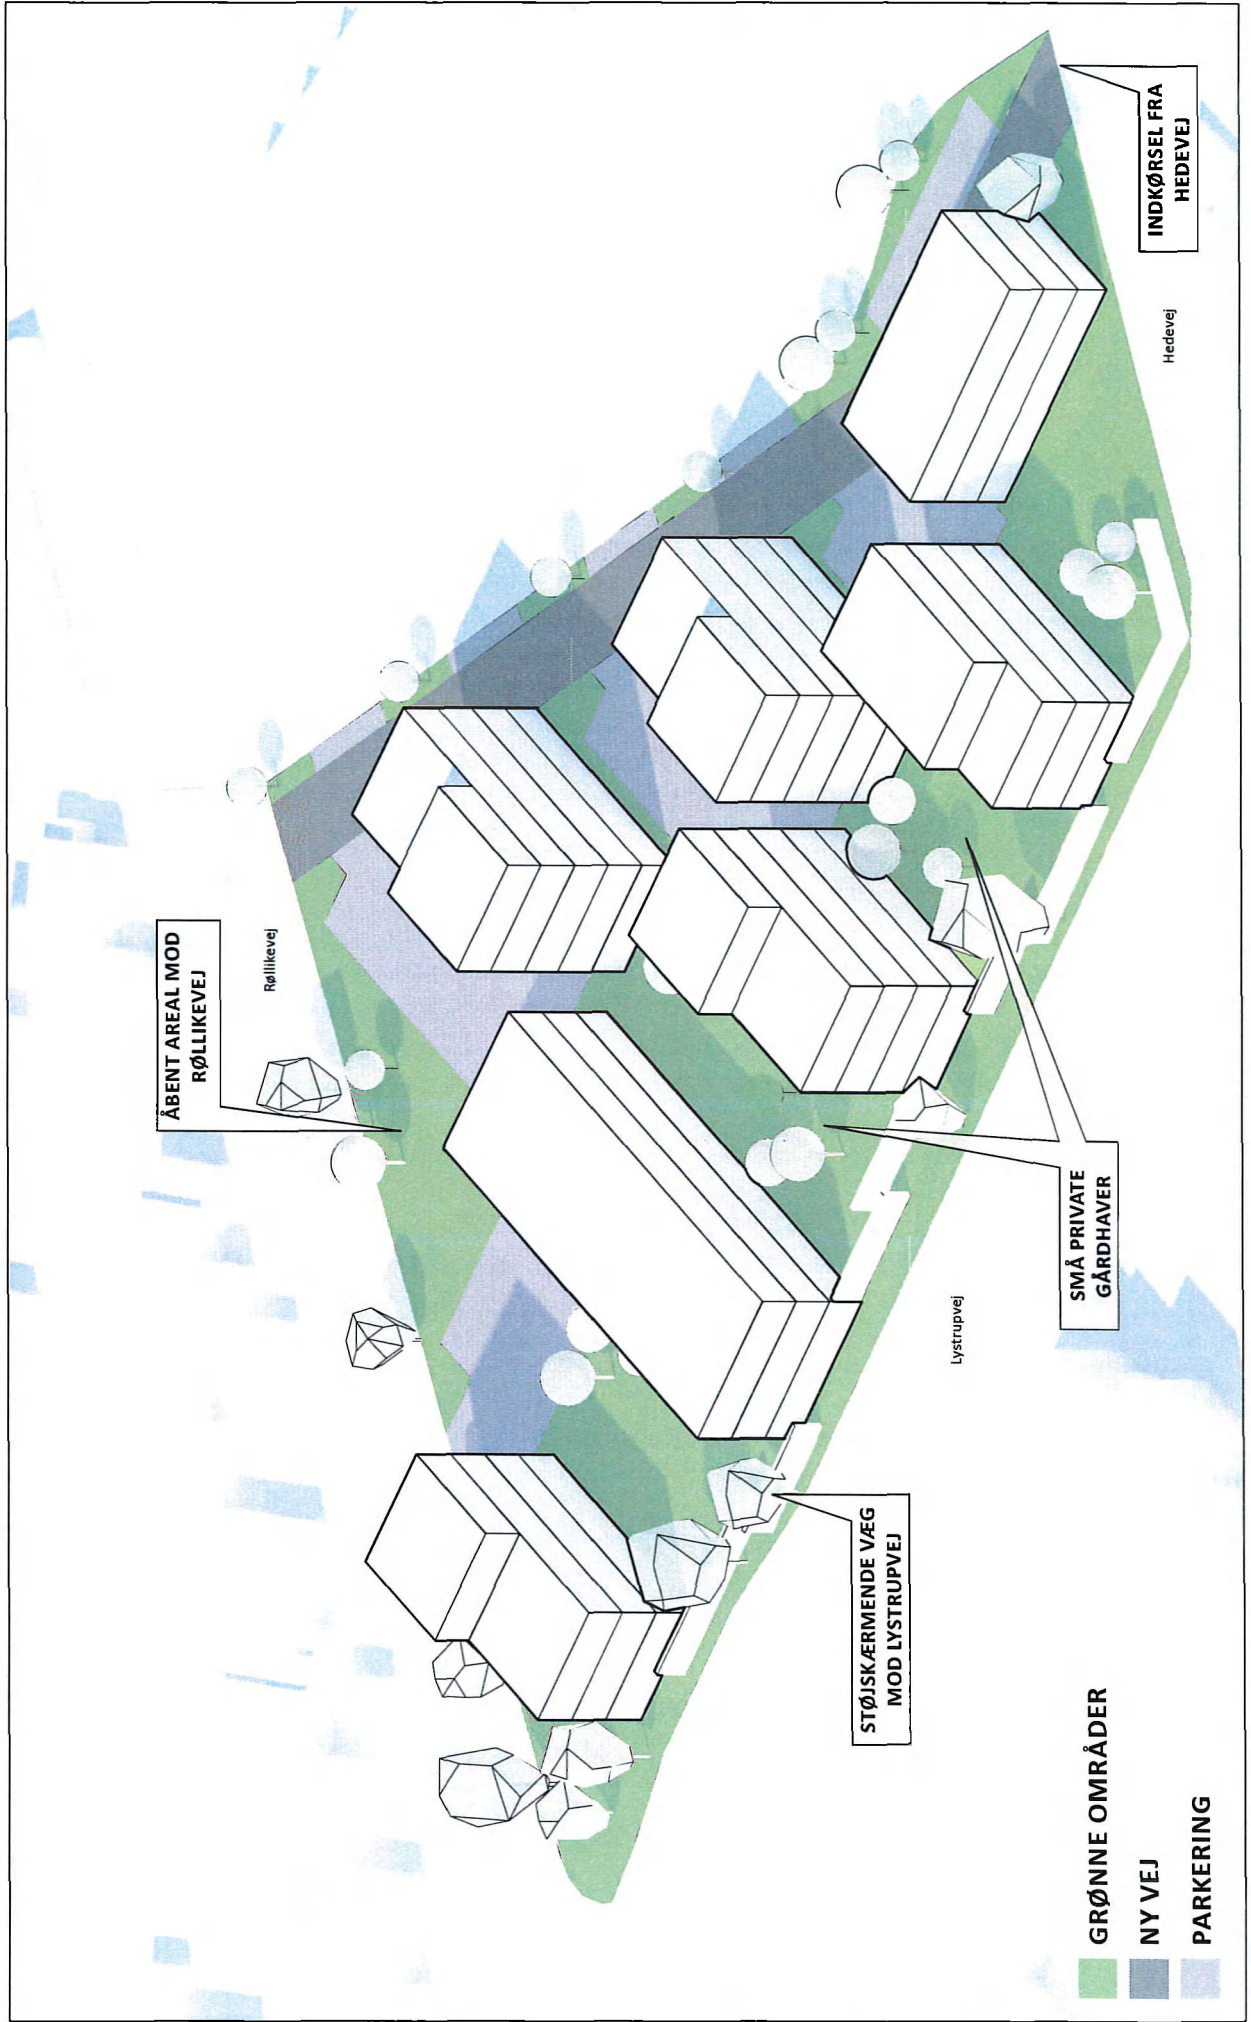 ÅBENT AREAL MOD
RØLLIKEVEJ
Røllikevej
INDKØRSEL FRA
HEDEVEJ
Hedevej
SMÅ PRIVATE
GÅRDHAVER
Lystrupvej
STØJSKÆRMENDE VÆG
MOD LYSTRUPVEJ
GRØNNE OMRÅDER
NY VEJ
PARKERING